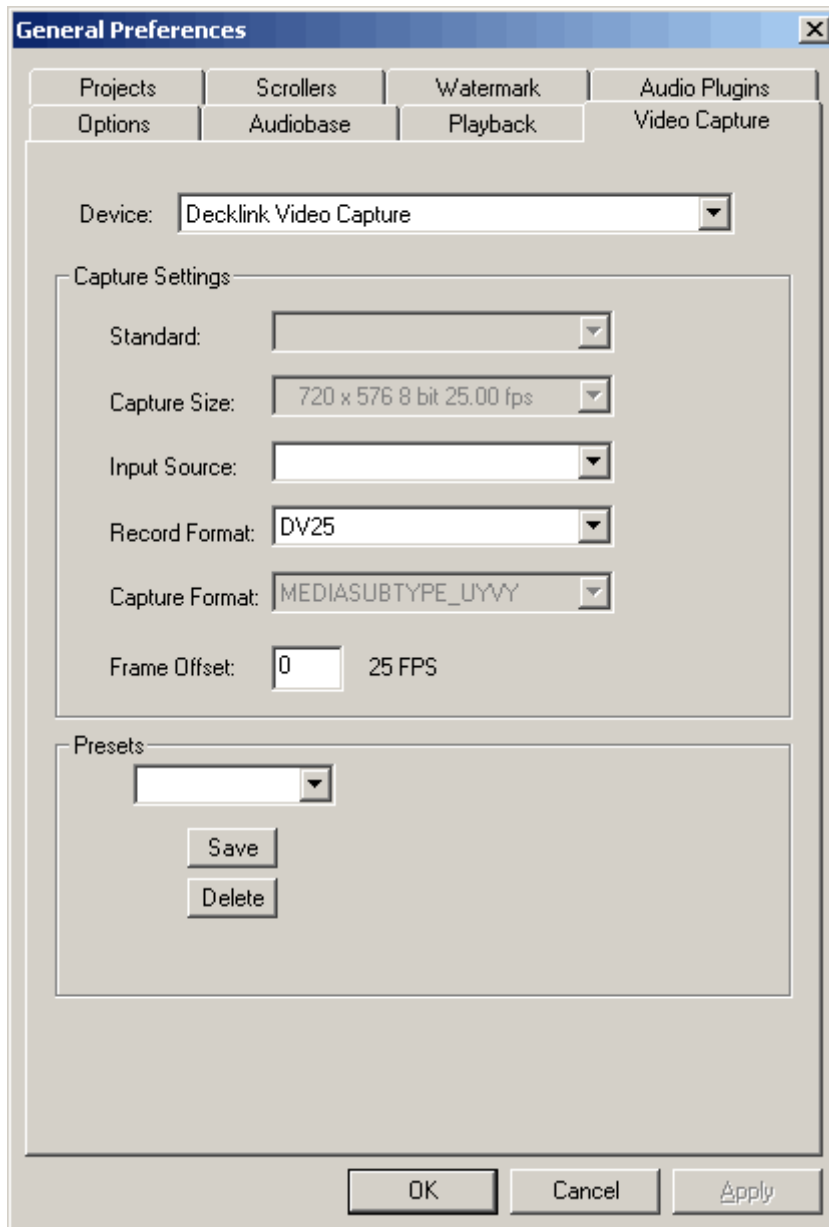 General Preferences
Projects Scrollers Watermark Audio Plugins
Options Audiobase Playback Video Capture
Device: Decklink Video Capture
Capture Settings
Standard:
Capture Size: 720 x 576 8 bit 25.00 fps
Input Source:
Record Format: DV25
Capture Format: MEDIASUBTYPE_UYVY
Frame Offset: 0 25 FPS
Presets
Save
Delete
OK Cancel Apply